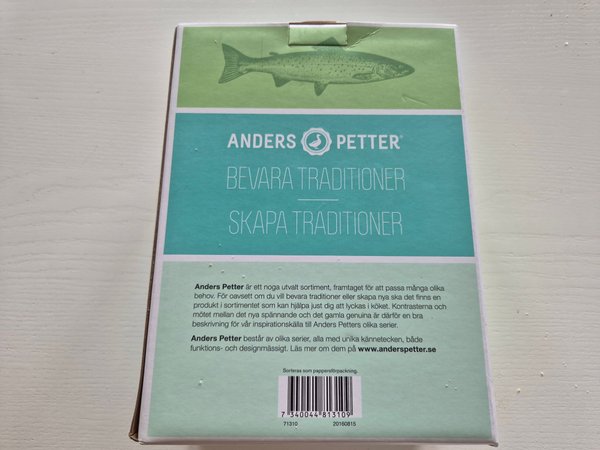 ANDERS PETTER®
BEVARA TRADITIONER
SKAPA TRADITIONER
Anders Petter är ett noga utvalt sortiment, framtaget för att passa många olika
behov. För oavsett om du vill bevara traditioner eller skapa nya ska det finns en
produkt i sortimentet som kan hjälpa just dig att lyckas i köket. Kontrasterna och
mötet mellan det nya spännande och det gamla genuina är därför en bra
beskrivning för vår inspirationskälla till Anders Petters olika serier.
Anders Petter består av olika serier, alla med unika kännetecken, både
funktions- och designmässigt. Läs mer om dem på www.anderspetter.se
Sorteras som pappersförpackning.
7 340044 813109
71310 20160815